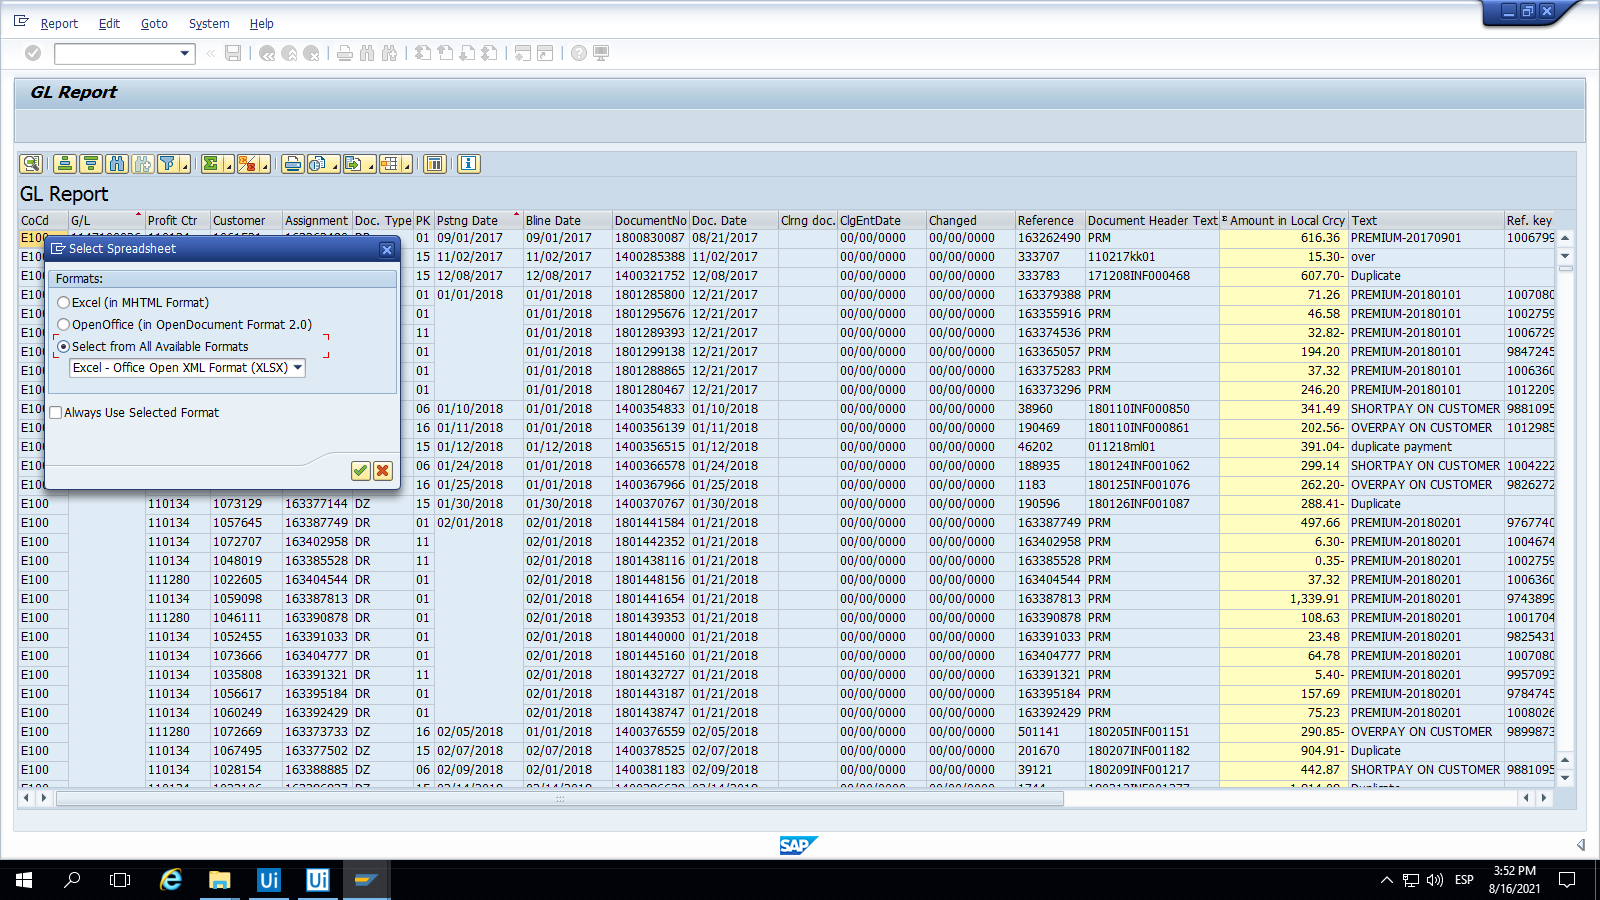 Report Edit Goto System Help
GL Report
GL Report
CoCd G/L Profit Ctr Customer Assignment Doc. Type PK Pstng Date Bline Date DocumentNo Doc. Date Clrng doc. ClgEntDate Changed Reference Document Header Text Σ Amount in Local Crcy Text Ref. key
E100 01 09/01/2017 09/01/2017 1800830087 08/21/2017 00/00/0000 00/00/0000 163262490 PRM 616.36 PREMIUM-20170901 1006799
Select Spreadsheet
E10 15 11/02/2017 11/02/2017 1400285388 11/02/2017 00/00/0000 00/00/0000 333707 110217kk01 15.30- over
E10 15 12/08/2017 12/08/2017 1400321752 12/08/2017 00/00/0000 00/00/0000 333783 171208INF000468 607.70- Duplicate
Formats:
E10 01 01/01/2018 01/01/2018 1801285800 12/21/2017 00/00/0000 00/00/0000 163379388 PRM 71.26 PREMIUM-20180101 1007080
Excel (in MHTML Format)
E10 01 01/01/2018 1801295676 12/21/2017 00/00/0000 00/00/0000 163355916 PRM 46.58 PREMIUM-20180101 1002759
OpenOffice (in OpenDocument Format 2.0)
E10 11 01/01/2018 1801289393 12/21/2017 00/00/0000 00/00/0000 163374536 PRM 32.82- PREMIUM-20180101 1006729
Select from All Available Formats
E10 01 01/01/2018 1801299138 12/21/2017 00/00/0000 00/00/0000 163365057 PRM 194.20 PREMIUM-20180101 9847245
Excel - Office Open XML Format (XLSX)
E10 01 01/01/2018 1801288865 12/21/2017 00/00/0000 00/00/0000 163375283 PRM 37.32 PREMIUM-20180101 1006360
E10 01 01/01/2018 1801280467 12/21/2017 00/00/0000 00/00/0000 163373296 PRM 246.20 PREMIUM-20180101 1012209
Always Use Selected Format
E10 06 01/10/2018 01/01/2018 1400354833 01/10/2018 00/00/0000 00/00/0000 38960 180110INF000850 341.49 SHORTPAY ON CUSTOMER 9881095
E10 16 01/11/2018 01/01/2018 1400356139 01/11/2018 00/00/0000 00/00/0000 190469 180110INF000861 202.56- OVERPAY ON CUSTOMER 1012985
E10 15 01/12/2018 01/12/2018 1400356515 01/12/2018 00/00/0000 00/00/0000 46202 011218ml01 391.04- duplicate payment
E10 06 01/24/2018 01/01/2018 1400366578 01/24/2018 00/00/0000 00/00/0000 188935 180124INF001062 299.14 SHORTPAY ON CUSTOMER 1004222
E10 16 01/25/2018 01/01/2018 1400367966 01/25/2018 00/00/0000 00/00/0000 1183 180125INF001076 262.20- OVERPAY ON CUSTOMER 9826272
E100 110134 1073129 163377144 DZ 15 01/30/2018 01/30/2018 1400370767 01/30/2018 00/00/0000 00/00/0000 190596 180126INF001087 288.41- Duplicate
E100 110134 1057645 163387749 DR 01 02/01/2018 02/01/2018 1801441584 01/21/2018 00/00/0000 00/00/0000 163387749 PRM 497.66 PREMIUM-20180201 9767740
E100 110134 1072707 163402958 DR 11 02/01/2018 1801442352 01/21/2018 00/00/0000 00/00/0000 163402958 PRM 6.30- PREMIUM-20180201 1004674
E100 110134 1048019 163385528 DR 11 02/01/2018 1801438116 01/21/2018 00/00/0000 00/00/0000 163385528 PRM 0.35- PREMIUM-20180201 1002759
E100 111280 1022605 163404544 DR 01 02/01/2018 1801448156 01/21/2018 00/00/0000 00/00/0000 163404544 PRM 37.32 PREMIUM-20180201 1006360
E100 110134 1059098 163387813 DR 01 02/01/2018 1801441654 01/21/2018 00/00/0000 00/00/0000 163387813 PRM 1,339.91 PREMIUM-20180201 9743899
E100 111280 1046111 163390878 DR 01 02/01/2018 1801439353 01/21/2018 00/00/0000 00/00/0000 163390878 PRM 108.63 PREMIUM-20180201 1001704
E100 110134 1052455 163391033 DR 01 02/01/2018 1801440000 01/21/2018 00/00/0000 00/00/0000 163391033 PRM 23.48 PREMIUM-20180201 9825431
E100 110134 1073666 163404777 DR 01 02/01/2018 1801445160 01/21/2018 00/00/0000 00/00/0000 163404777 PRM 64.78 PREMIUM-20180201 1007080
E100 110134 1035808 163391321 DR 11 02/01/2018 1801432727 01/21/2018 00/00/0000 00/00/0000 163391321 PRM 5.40- PREMIUM-20180201 9957093
E100 110134 1056617 163395184 DR 01 02/01/2018 1801443187 01/21/2018 00/00/0000 00/00/0000 163395184 PRM 157.69 PREMIUM-20180201 9784745
E100 110134 1060249 163392429 DR 01 02/01/2018 1801438747 01/21/2018 00/00/0000 00/00/0000 163392429 PRM 75.23 PREMIUM-20180201 1008026
E100 111280 1072669 163373733 DZ 16 02/05/2018 01/01/2018 1400376559 02/05/2018 00/00/0000 00/00/0000 501141 180205INF001151 290.85- OVERPAY ON CUSTOMER 9899873
E100 110134 1067495 163377502 DZ 15 02/07/2018 02/07/2018 1400378525 02/07/2018 00/00/0000 00/00/0000 201670 180207INF001182 904.91- Duplicate
E100 110134 1028154 163388885 DZ 06 02/09/2018 02/01/2018 1400381183 02/09/2018 00/00/0000 00/00/0000 39121 180209INF001217 442.87 SHORTPAY ON CUSTOMER 9881095
SAP
Ui Ui ESP 3:52 PM
8/16/2021